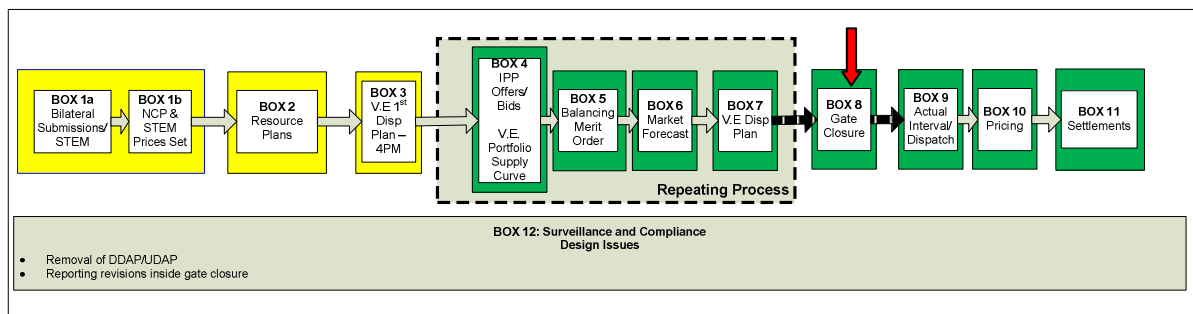 BOX 1a
Bilateral
Submissions/
STEM
BOX 1b
NCP &
STEM
Prices Set
BOX 2
Resource
Plans
BOX 3
V.E 1st
Disp
Plan –
4PM
BOX 4
IPP
Offers/
Bids
V.E.
Portfolio
Supply
Curve
BOX 5
Balancing
Merit
Order
BOX 6
Market
Forecast
BOX 7
V.E Disp
Plan
Repeating Process
BOX 8
Gate
Closure
BOX 9
Actual
Interval/
Dispatch
BOX 10
Pricing
BOX 11
Settlements
BOX 12: Surveillance and Compliance
Design Issues
• Removal of DDAP/UDAP
• Reporting revisions inside gate closure